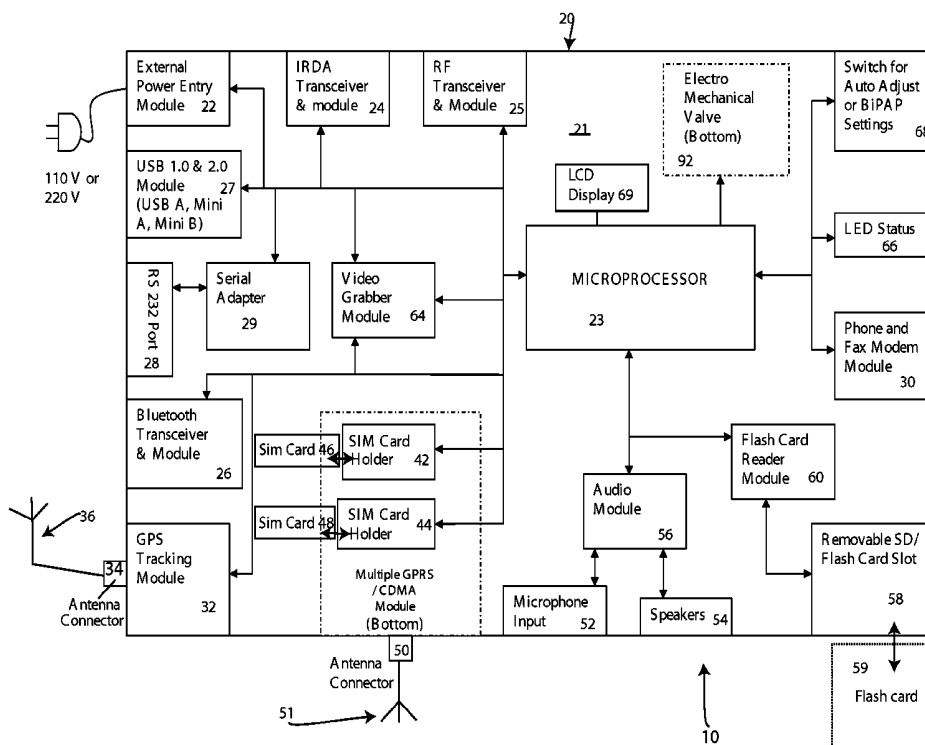 20
External
Power Entry
Module 22
IRDA
Transceiver
& module 24
RF
Transceiver
& Module 25
21
Electro
Mechanical
Valve
(Bottom)
92
Switch for
Auto Adjust
or BiPAP
Settings
68
110 V or
220 V
USB 1.0 & 2.0
Module 27
(USB A, Mini
A, Mini B)
LCD
Display 69
LED Status
66
RS 232 Port
28
Serial
Adapter
29
Video
Grabber
Module 64
MICROPROCESSOR
23
Phone and
Fax Modem
Module
30
Bluetooth
Transceiver
& Module
26
Sim Card 46
SIM Card
Holder 42
Sim Card 48
SIM Card
Holder 44
Multiple GPRS
/ CDMA
Module
(Bottom)
Flash Card
Reader
Module 60
Audio
Module
56
36
34
Antenna
Connector
GPS
Tracking
Module
32
Removable SD/
Flash Card Slot
58
Microphone
Input 52
Speakers 54
50
Antenna
Connector
51
10
59
Flash card